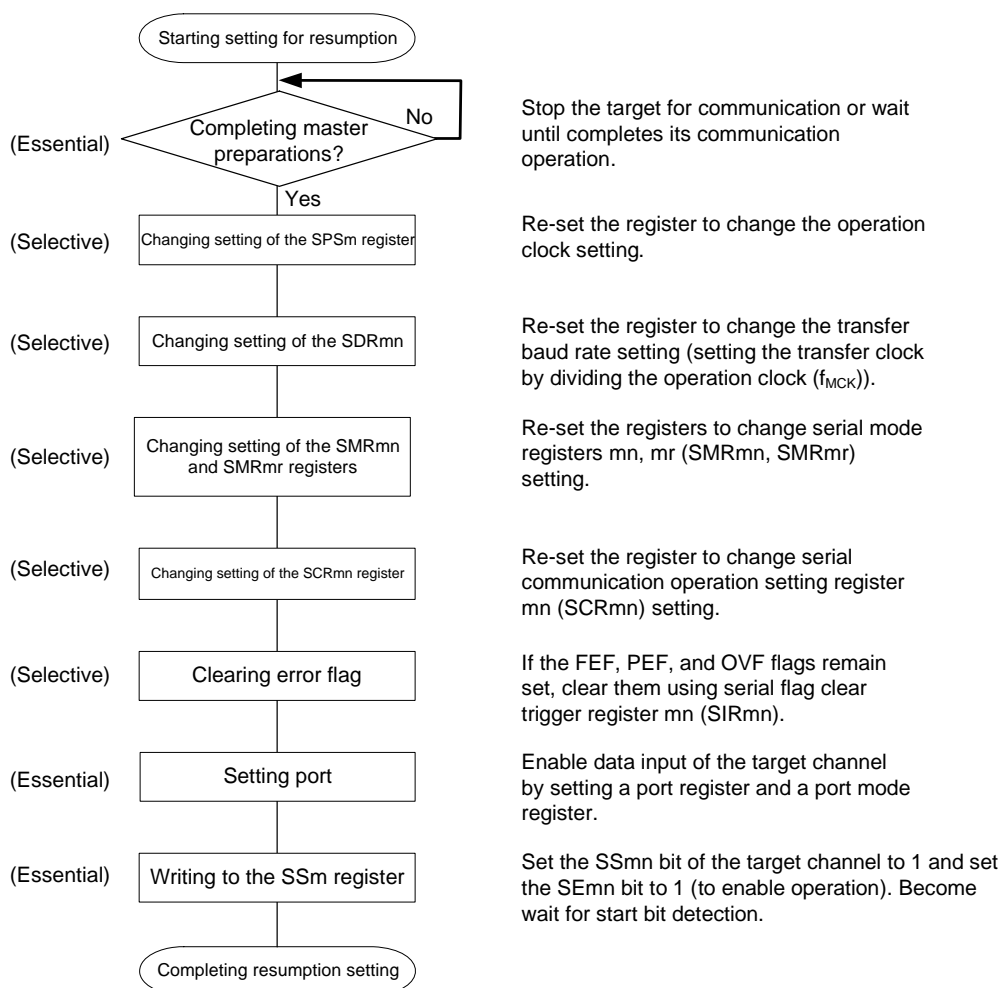 Starting setting for resumption
No
(Essential)
Completing master
preparations?
Stop the target for communication or wait
until completes its communication
operation.
Yes
(Selective)
Changing setting of the SPSm register
Re-set the register to change the operation
clock setting.
(Selective)
Changing setting of the SDRmn
Re-set the register to change the transfer
baud rate setting (setting the transfer clock
by dividing the operation clock (fMCK)).
(Selective)
Changing setting of the SMRmn
and SMRmr registers
Re-set the registers to change serial mode
registers mn, mr (SMRmn, SMRmr)
setting.
(Selective)
Changing setting of the SCRmn register
Re-set the register to change serial
communication operation setting register
mn (SCRmn) setting.
(Selective)
Clearing error flag
If the FEF, PEF, and OVF flags remain
set, clear them using serial flag clear
trigger register mn (SIRmn).
(Essential)
Setting port
Enable data input of the target channel
by setting a port register and a port mode
register.
(Essential)
Writing to the SSm register
Set the SSmn bit of the target channel to 1 and set
the SEmn bit to 1 (to enable operation). Become
wait for start bit detection.
Completing resumption setting